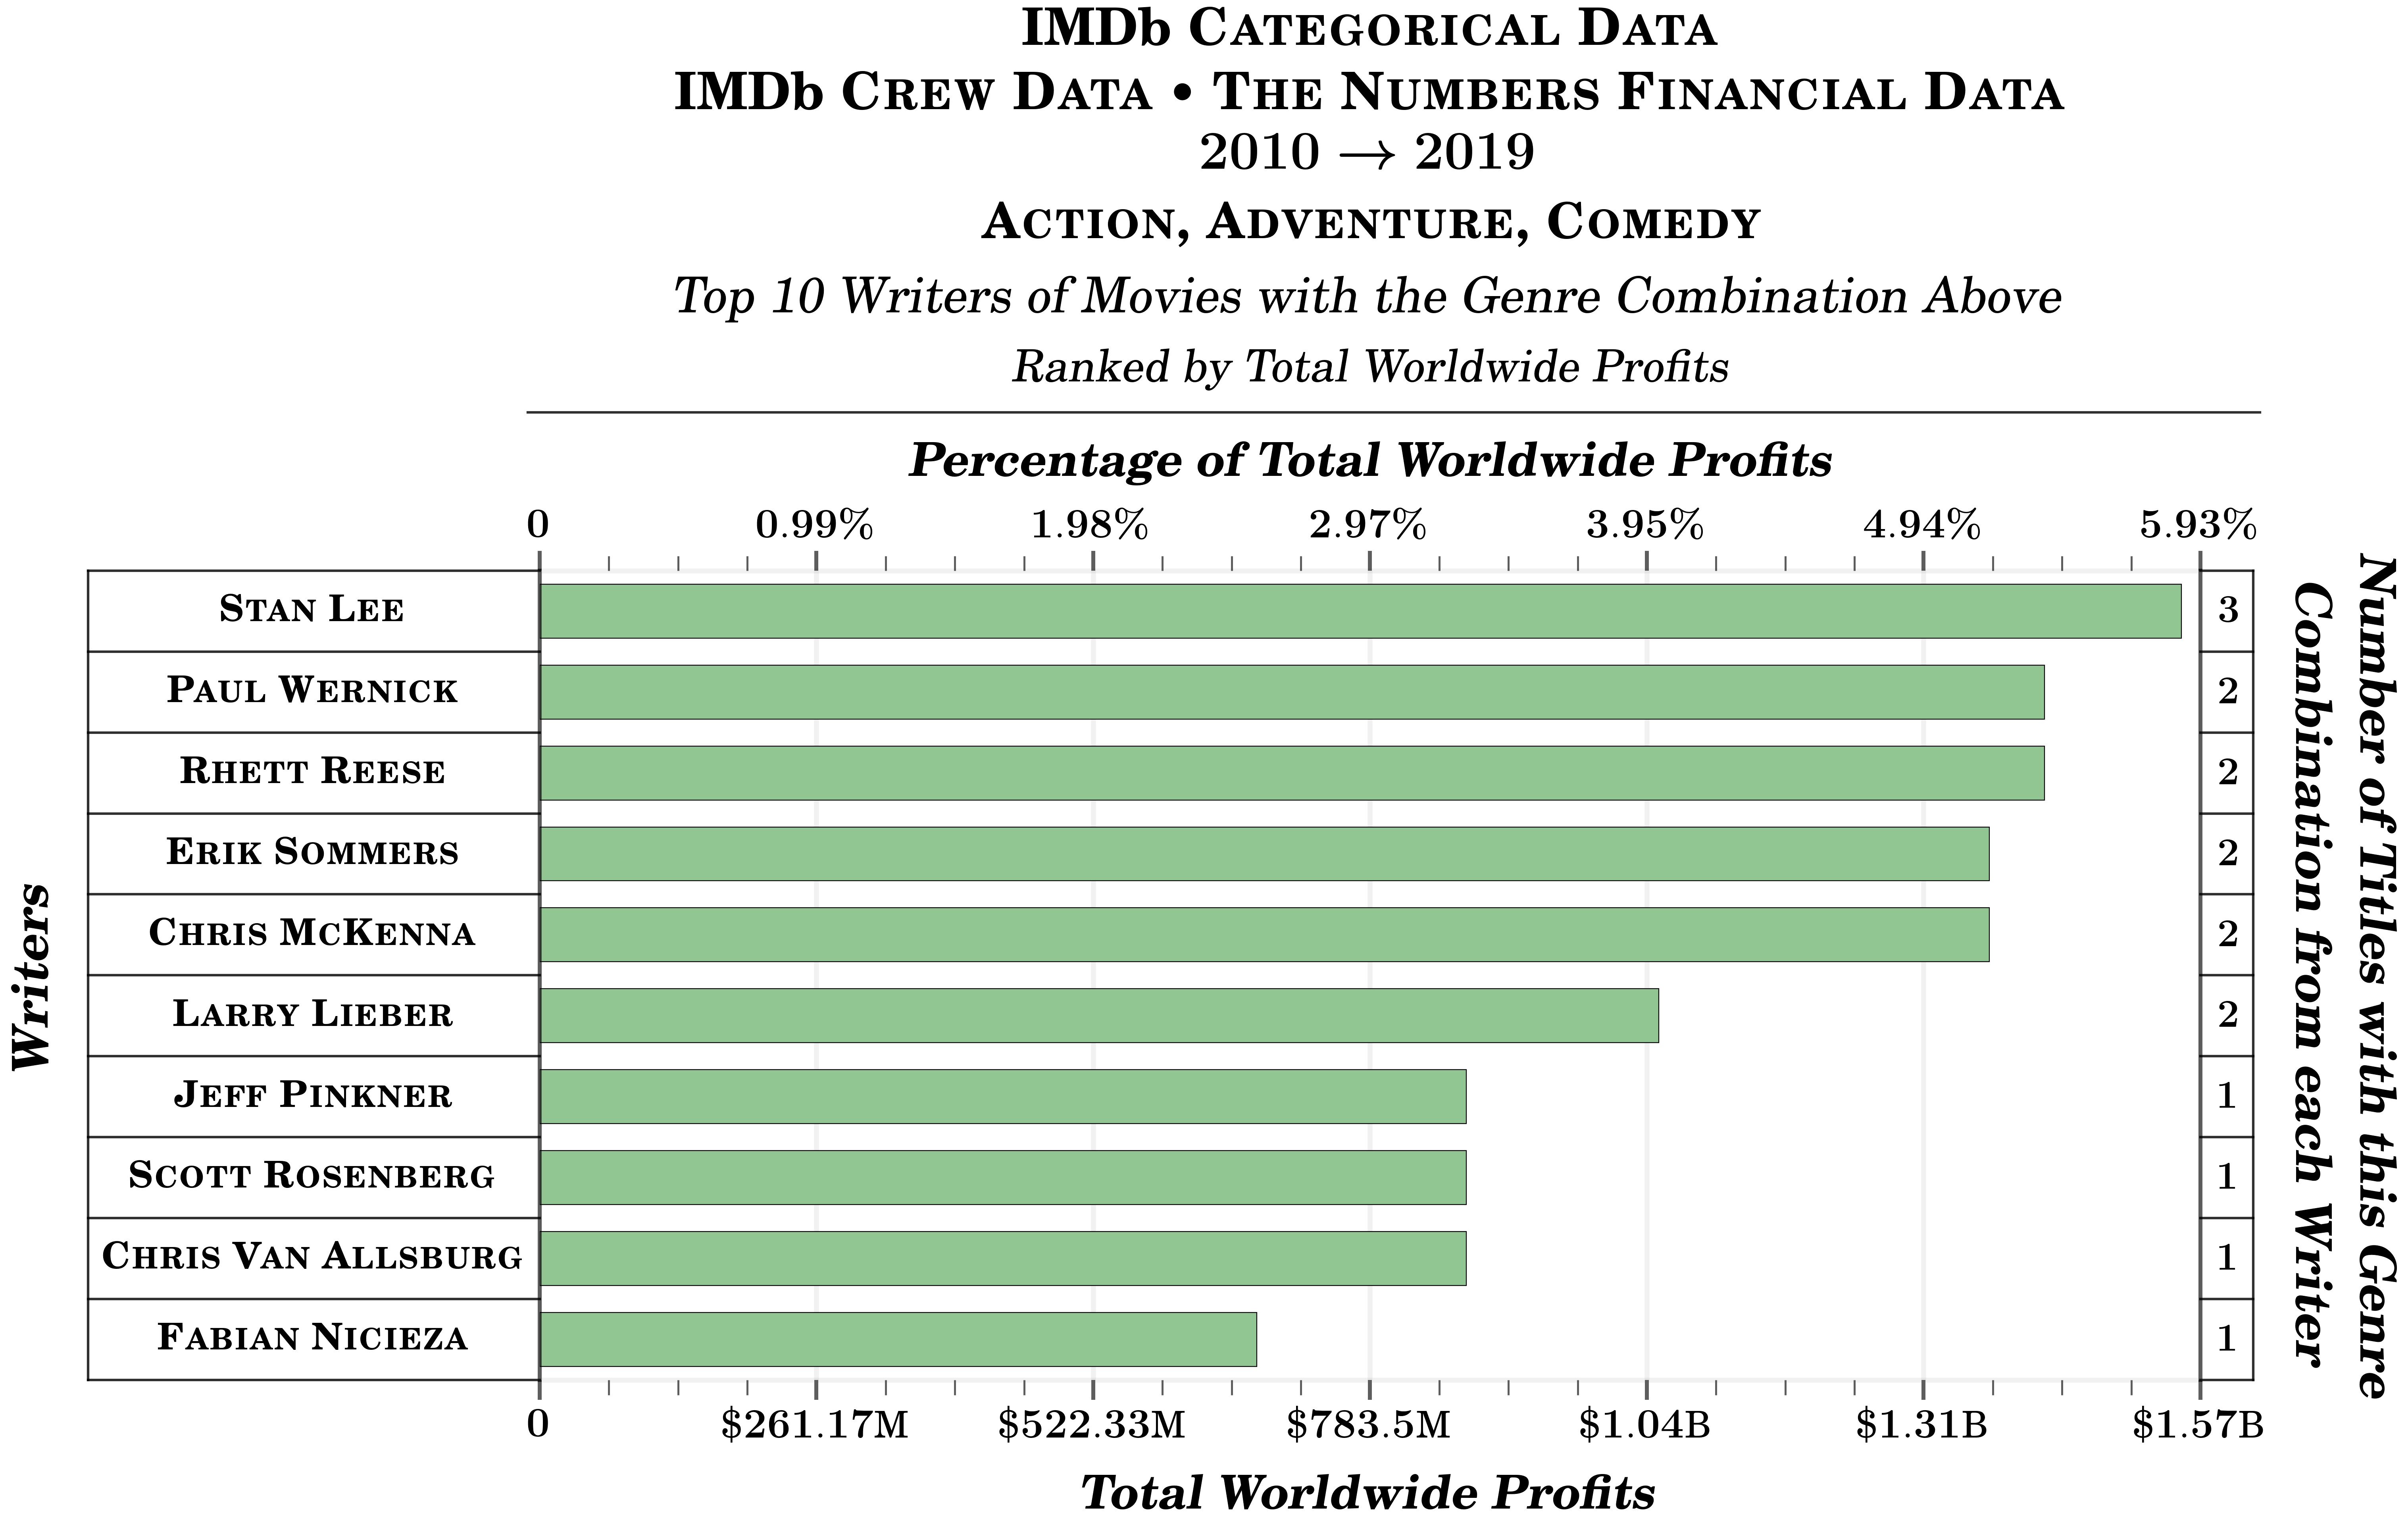 IMDb Categorical Data
IMDb Crew Data • The Numbers Financial Data
2010 → 2019
Action, Adventure, Comedy
Top 10 Writers of Movies with the Genre Combination Above
Ranked by Total Worldwide Profits
Percentage of Total Worldwide Profits
0 0.99% 1.98% 2.97% 3.95% 4.94% 5.93%
Stan Lee 3
Paul Wernick 2
Rhett Reese 2
Erik Sommers 2
Chris McKenna 2
Larry Lieber 2
Jeff Pinkner 1
Scott Rosenberg 1
Chris Van Allsburg 1
Fabian Nicieza 1
0 $261.17M $522.33M $783.5M $1.04B $1.31B $1.57B
Total Worldwide Profits
Writers
Number of Titles with this Genre
Combination from each Writer